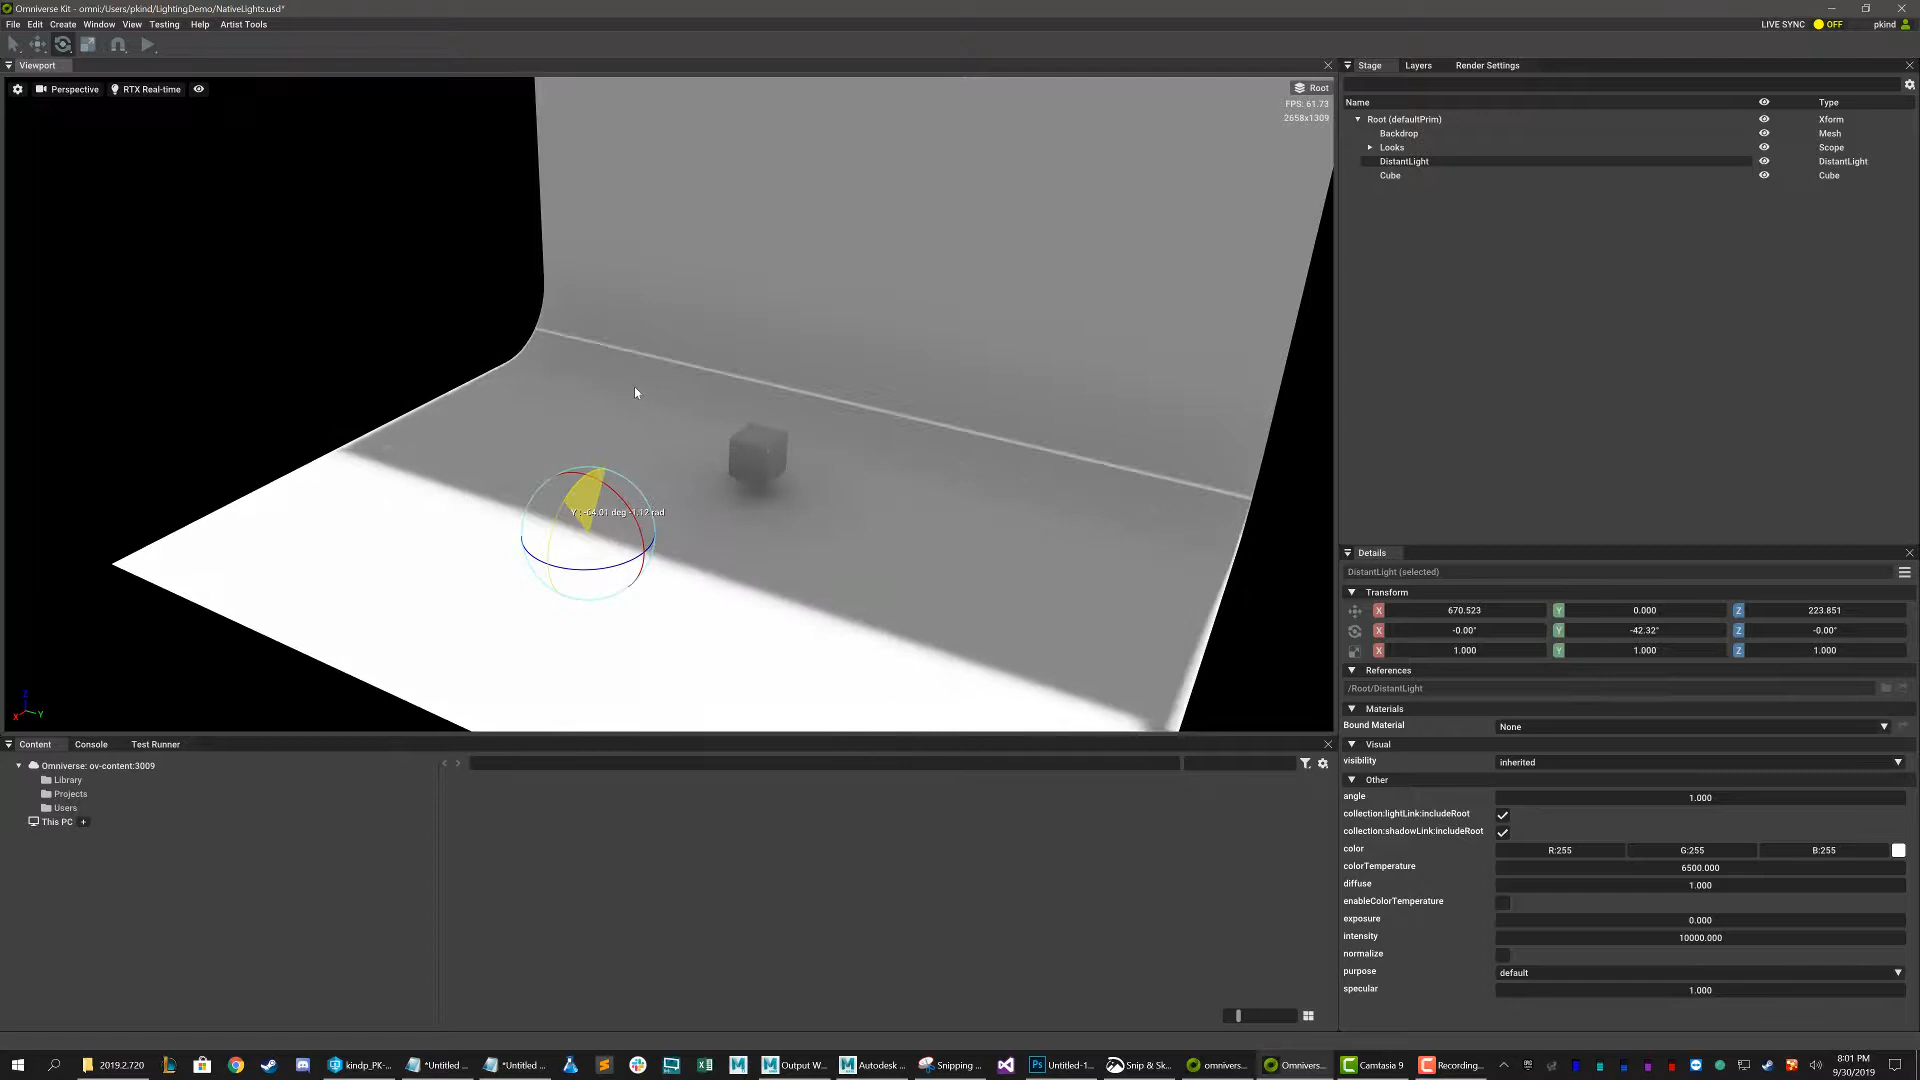 Omniverse Kit - omni:/Users/pkind/LightingDemo/NativeLights.usd*
File Edit Create Window View Testing Help Artist Tools
LIVE SYNC OFF pkind
Viewport
Perspective RTX Real-time
Root
FPS: 61.73
2658x1309
Y : -64.01 deg -1.12 rad
Z
X Y
Stage Layers Render Settings
Name Type
Root (defaultPrim) Xform
Backdrop Mesh
Looks Scope
DistantLight DistantLight
Cube Cube
Details
DistantLight (selected)
Transform
X 670.523 Y 0.000 Z 223.851
X -0.00° Y -42.32° Z -0.00°
X 1.000 Y 1.000 Z 1.000
References
/Root/DistantLight
Materials
Bound Material None
Visual
visibility inherited
Other
angle 1.000
collection:lightLink:includeRoot
collection:shadowLink:includeRoot
color R:255 G:255 B:255
colorTemperature 6500.000
diffuse 1.000
enableColorTemperature
exposure 0.000
intensity 10000.000
normalize
purpose default
specular 1.000
Content Console Test Runner
Omniverse: ov-content:3009
Library
Projects
Users
This PC +
2019.2.720 kindp_PK-... *Untitled ... *Untitled ... Output W... Autodesk ... Snipping ... Untitled-1... Snip & Sk... omnivers... Omnivers... Camtasia 9 Recording...
8:01 PM
9/30/2019